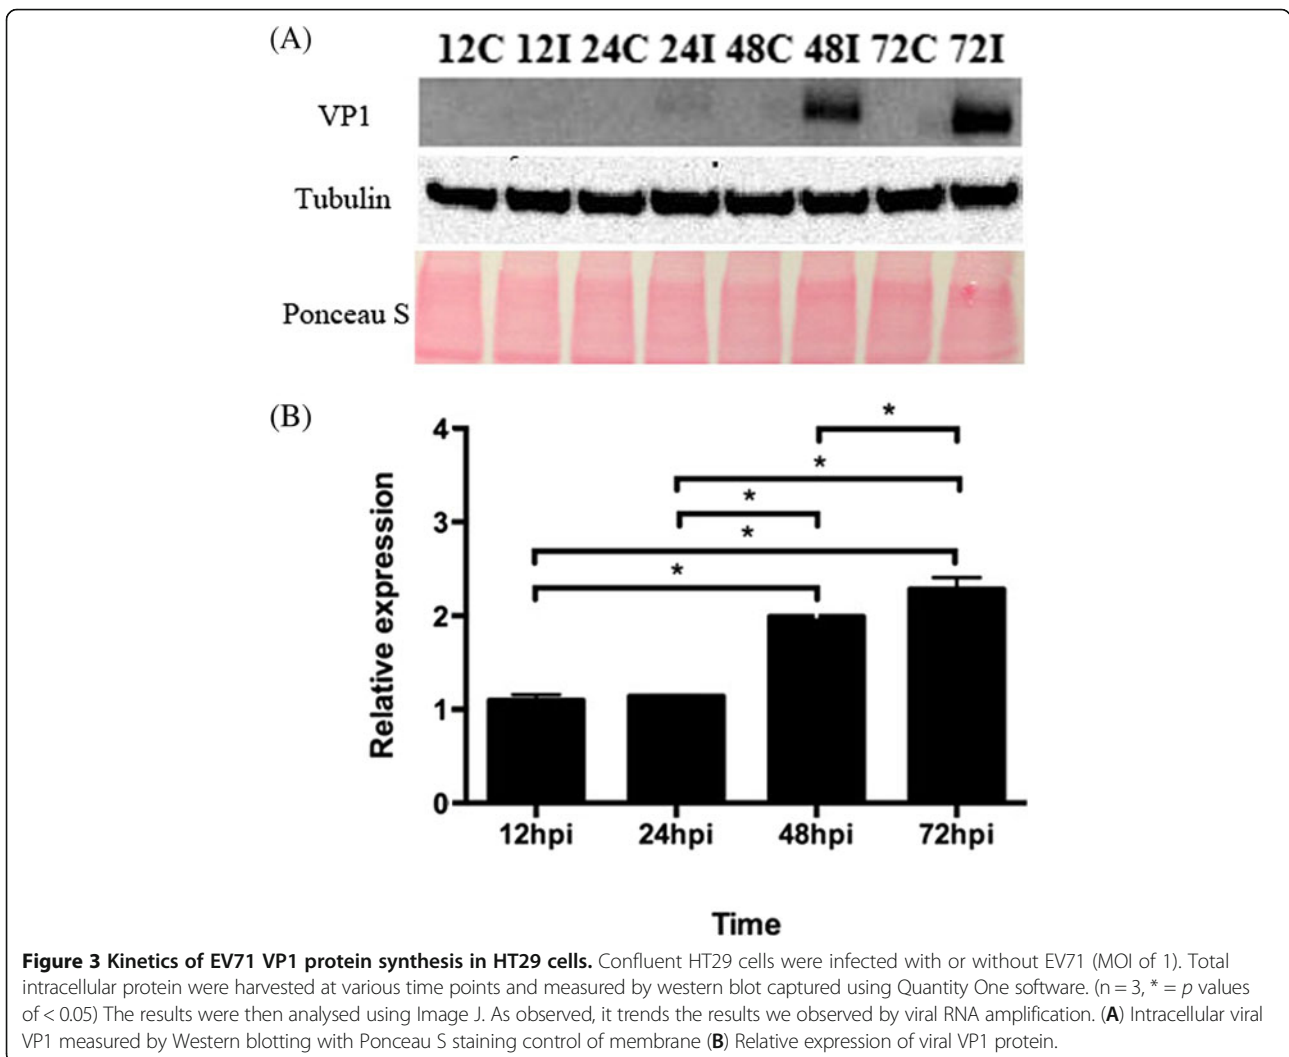 (A)
12C 12I 24C 24I 48C 48I 72C 72I
VP1
Tubulin
Ponceau S
(B)
Relative expression
4
3
2
1
0
*
*
*
*
*
12hpi 24hpi 48hpi 72hpi
Time
Figure 3 Kinetics of EV71 VP1 protein synthesis in HT29 cells. Confluent HT29 cells were infected with or without EV71 (MOI of 1). Total
intracellular protein were harvested at various time points and measured by western blot captured using Quantity One software. (n = 3, * = p values
of < 0.05) The results were then analysed using Image J. As observed, it trends the results we observed by viral RNA amplification. (A) Intracellular viral
VP1 measured by Western blotting with Ponceau S staining control of membrane (B) Relative expression of viral VP1 protein.